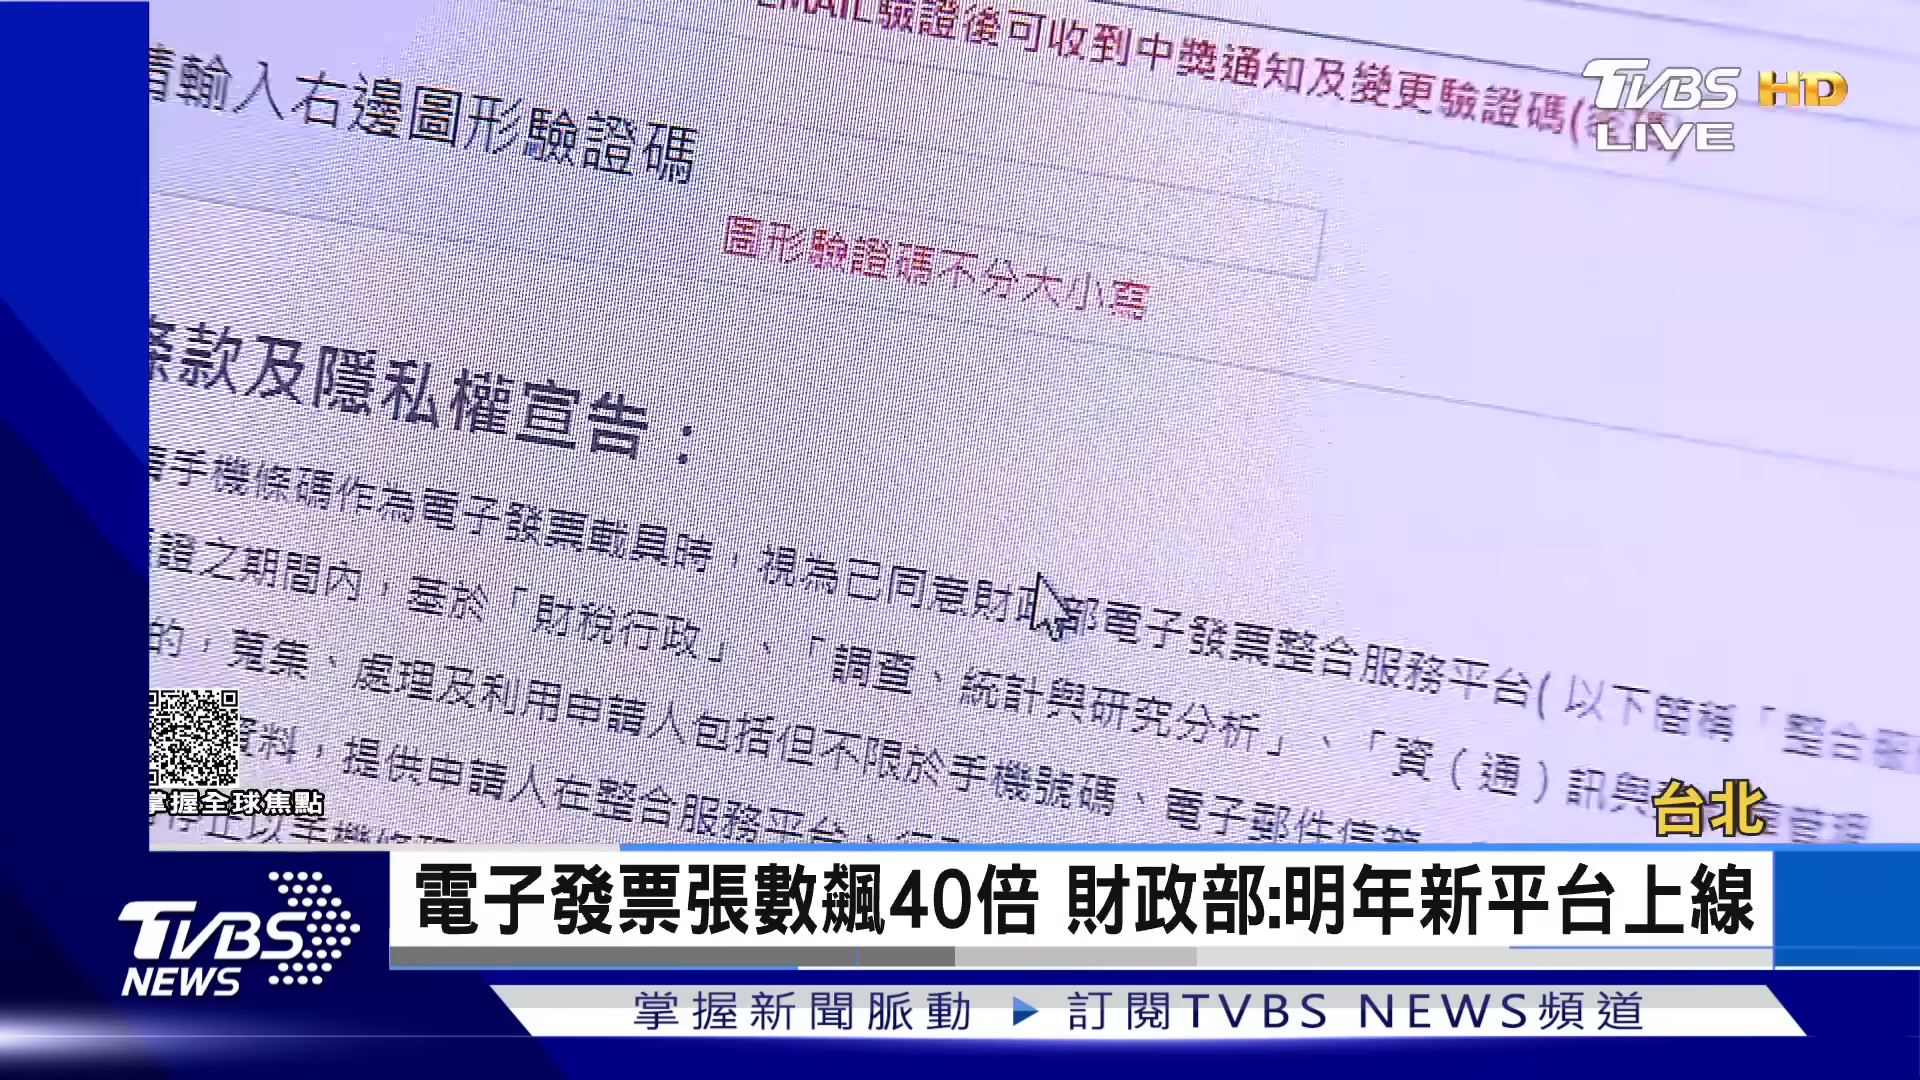 EMAIL驗證後可收到中獎通知及變更驗證碼(
TVBS HD
LIVE
請輸入右邊圖形驗證碼
圖形驗證碼不分大小寫
條款及隱私權宣告：
手機條碼作為電子發票載具時，視為已同意財政部電子發票整合服務平台(以下簡稱「整合服
證之期間內，基於「財稅行政」、「調查、統計與研究分析」、「資（通）訊與
的，蒐集、處理及利用申請人包括但不限於手機號碼、電子郵件信箱
資料，提供申請人在整合服務平台
停止以手機條碼
掌握全球焦點
台北
電子發票張數飆40倍 財政部:明年新平台上線
TVBS NEWS
掌握新聞脈動 ▶ 訂閱TVBS NEWS頻道